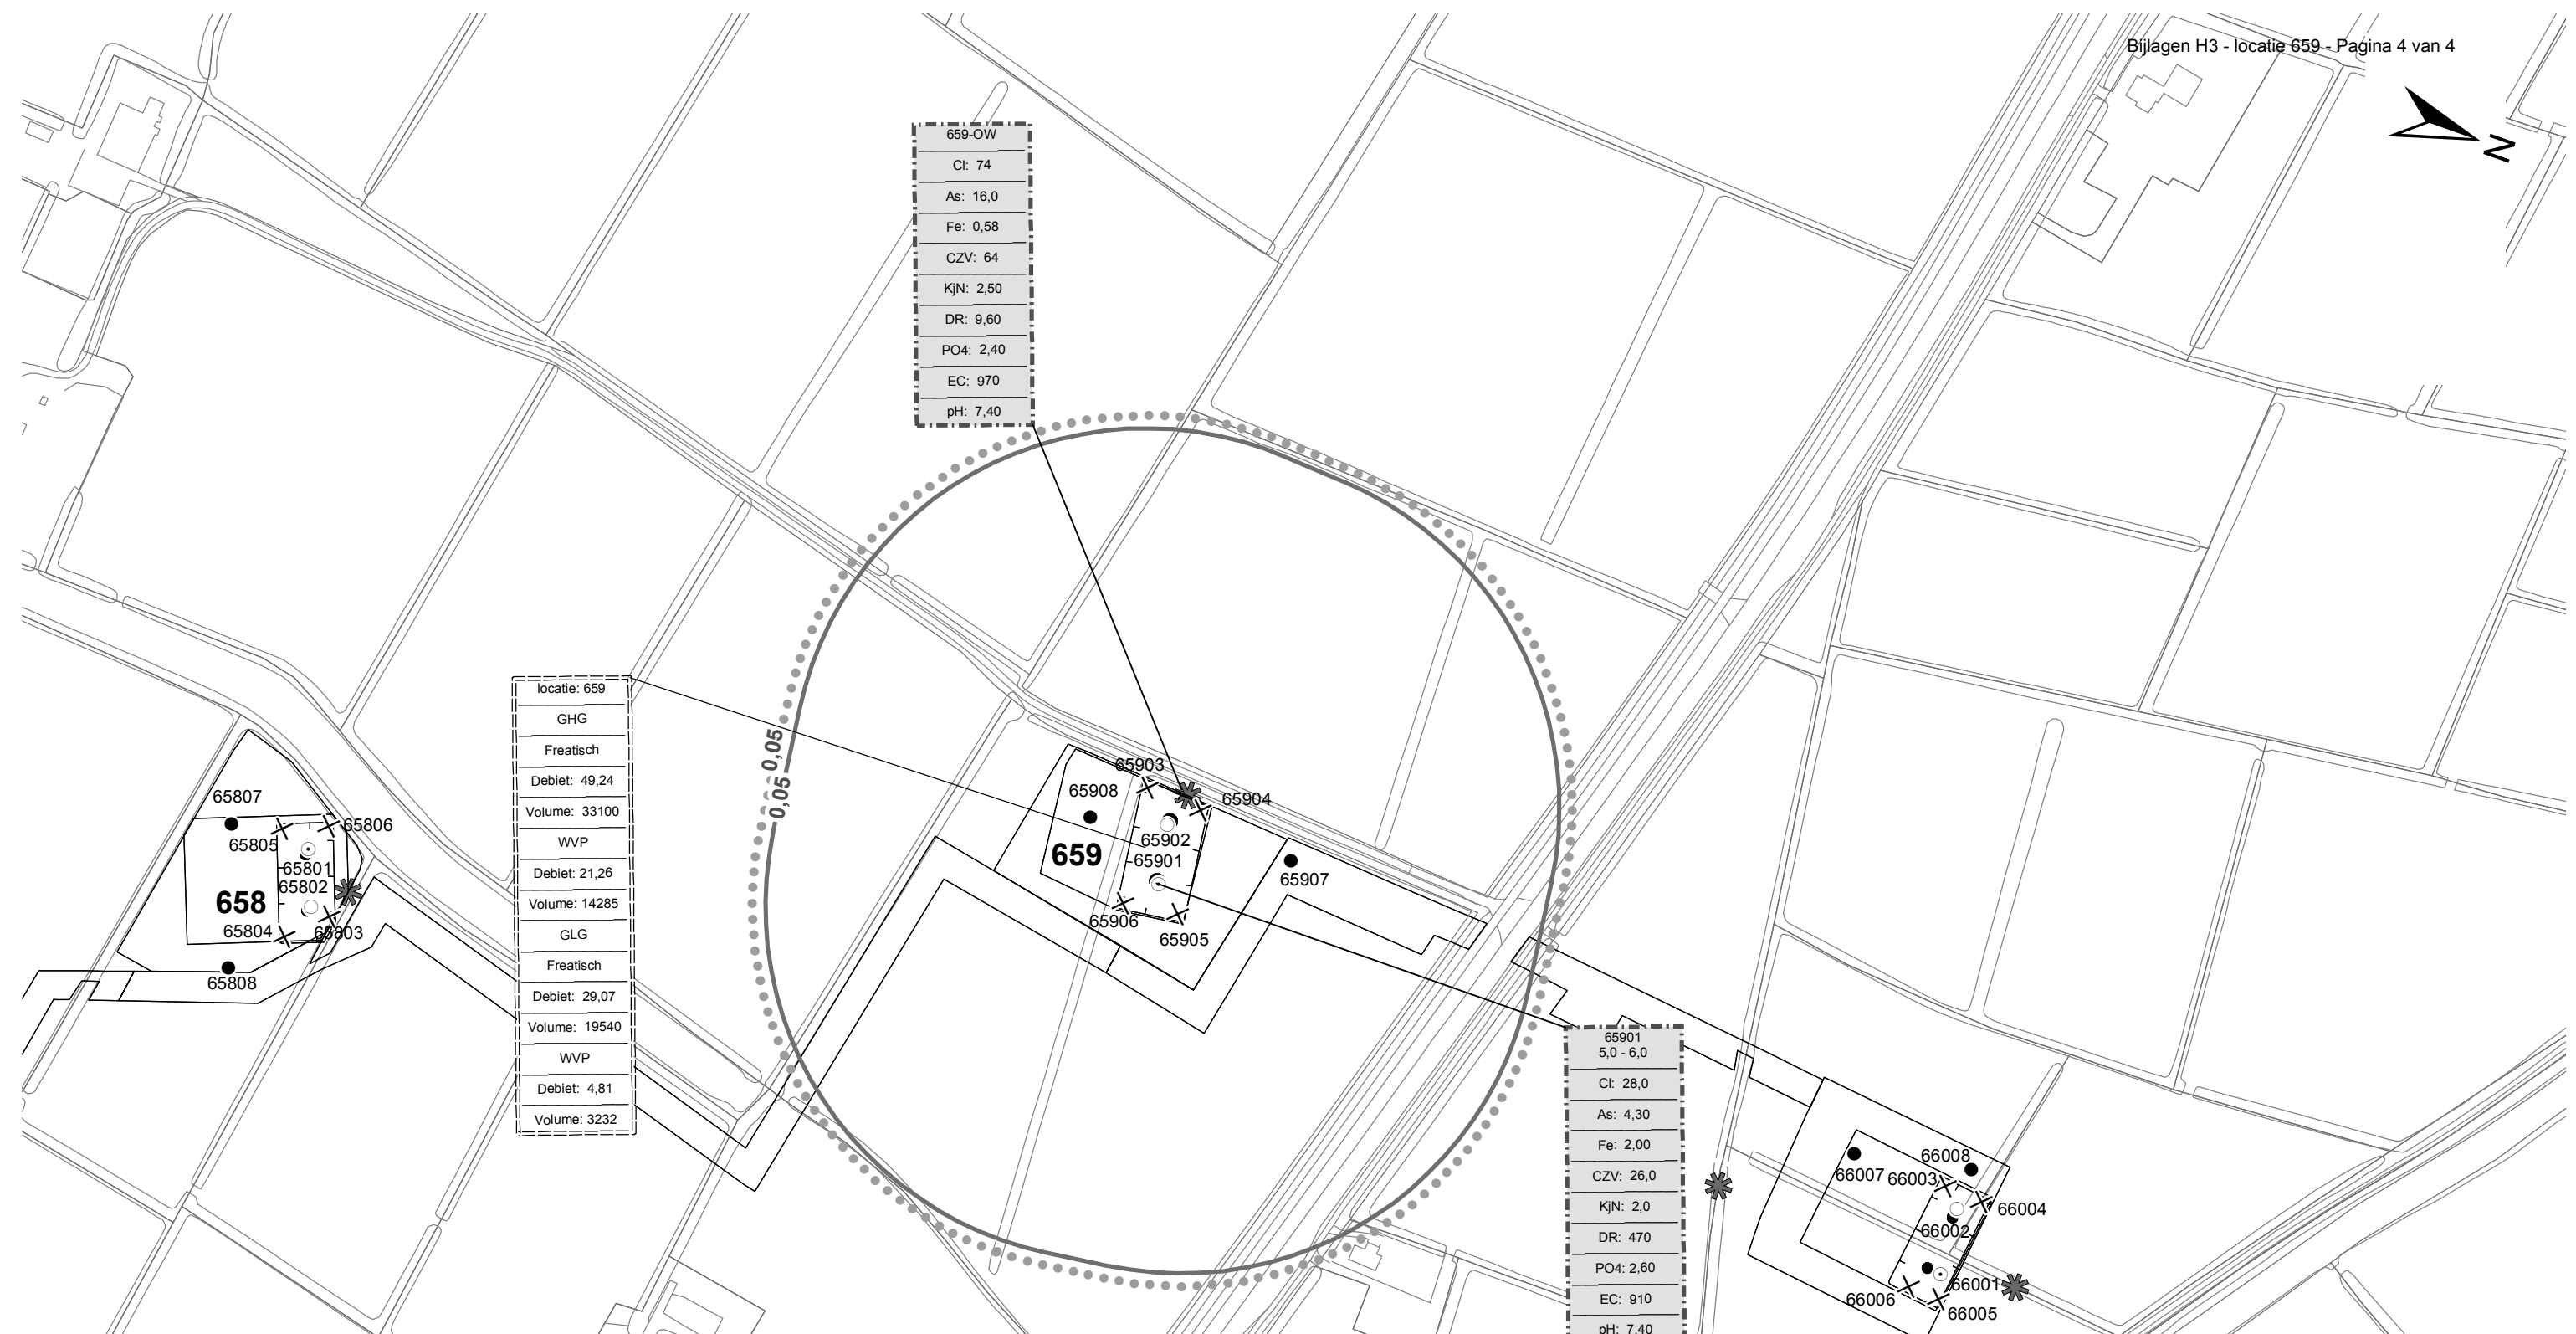 Bijlagen H3 - locatie 659 - Pagina 4 van 4
N
659-OW
Cl: 74
As: 16,0
Fe: 0,58
CZV: 64
KjN: 2,50
DR: 9,60
PO4: 2,40
EC: 970
pH: 7,40
locatie: 659
GHG
Freatisch
Debiet: 49,24
Volume: 33100
WVP
Debiet: 21,26
Volume: 14285
GLG
Freatisch
Debiet: 29,07
Volume: 19540
WVP
Debiet: 4,81
Volume: 3232
0,05
0,05
65807
65806
65805
65801
65802
658
65804
65803
65808
65903
65908
65904
65902
659
65901
65907
65906
65905
65901
5,0 - 6,0
Cl: 28,0
As: 4,30
Fe: 2,00
CZV: 26,0
KjN: 2,0
DR: 470
PO4: 2,60
EC: 910
pH: 7,40
66008
66007
66003
66004
66002
66001
66006
66005